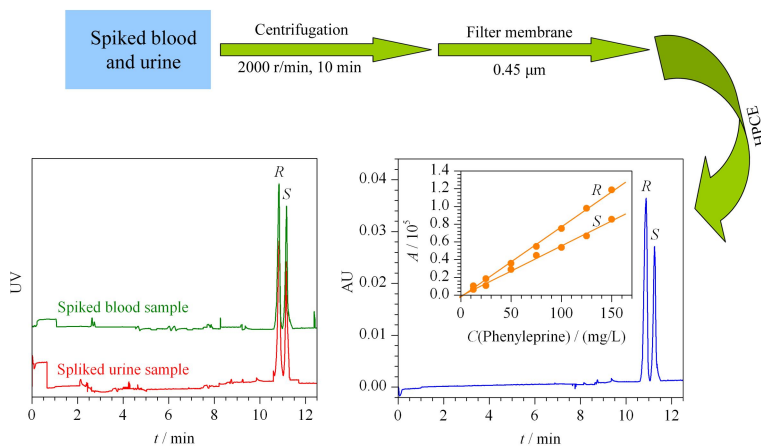 Spiked blood
and urine
Centrifugation
2000 r/min, 10 min
Filter membrane
0.45 μm
HPCE
R
S
UV
Spiked blood sample
Spliked urine sample
0 2 4 6 8 10 12
t / min
0.04
0.03
0.02
0.01
0.00
AU
R
S
0 2 4 6 8 10 12
t / min
1.4
1.2
1.0
0.8
0.6
0.4
0.2
0.0
A / 10⁵
R
S
0 50 100 150
C(Phenyleprine) / (mg/L)